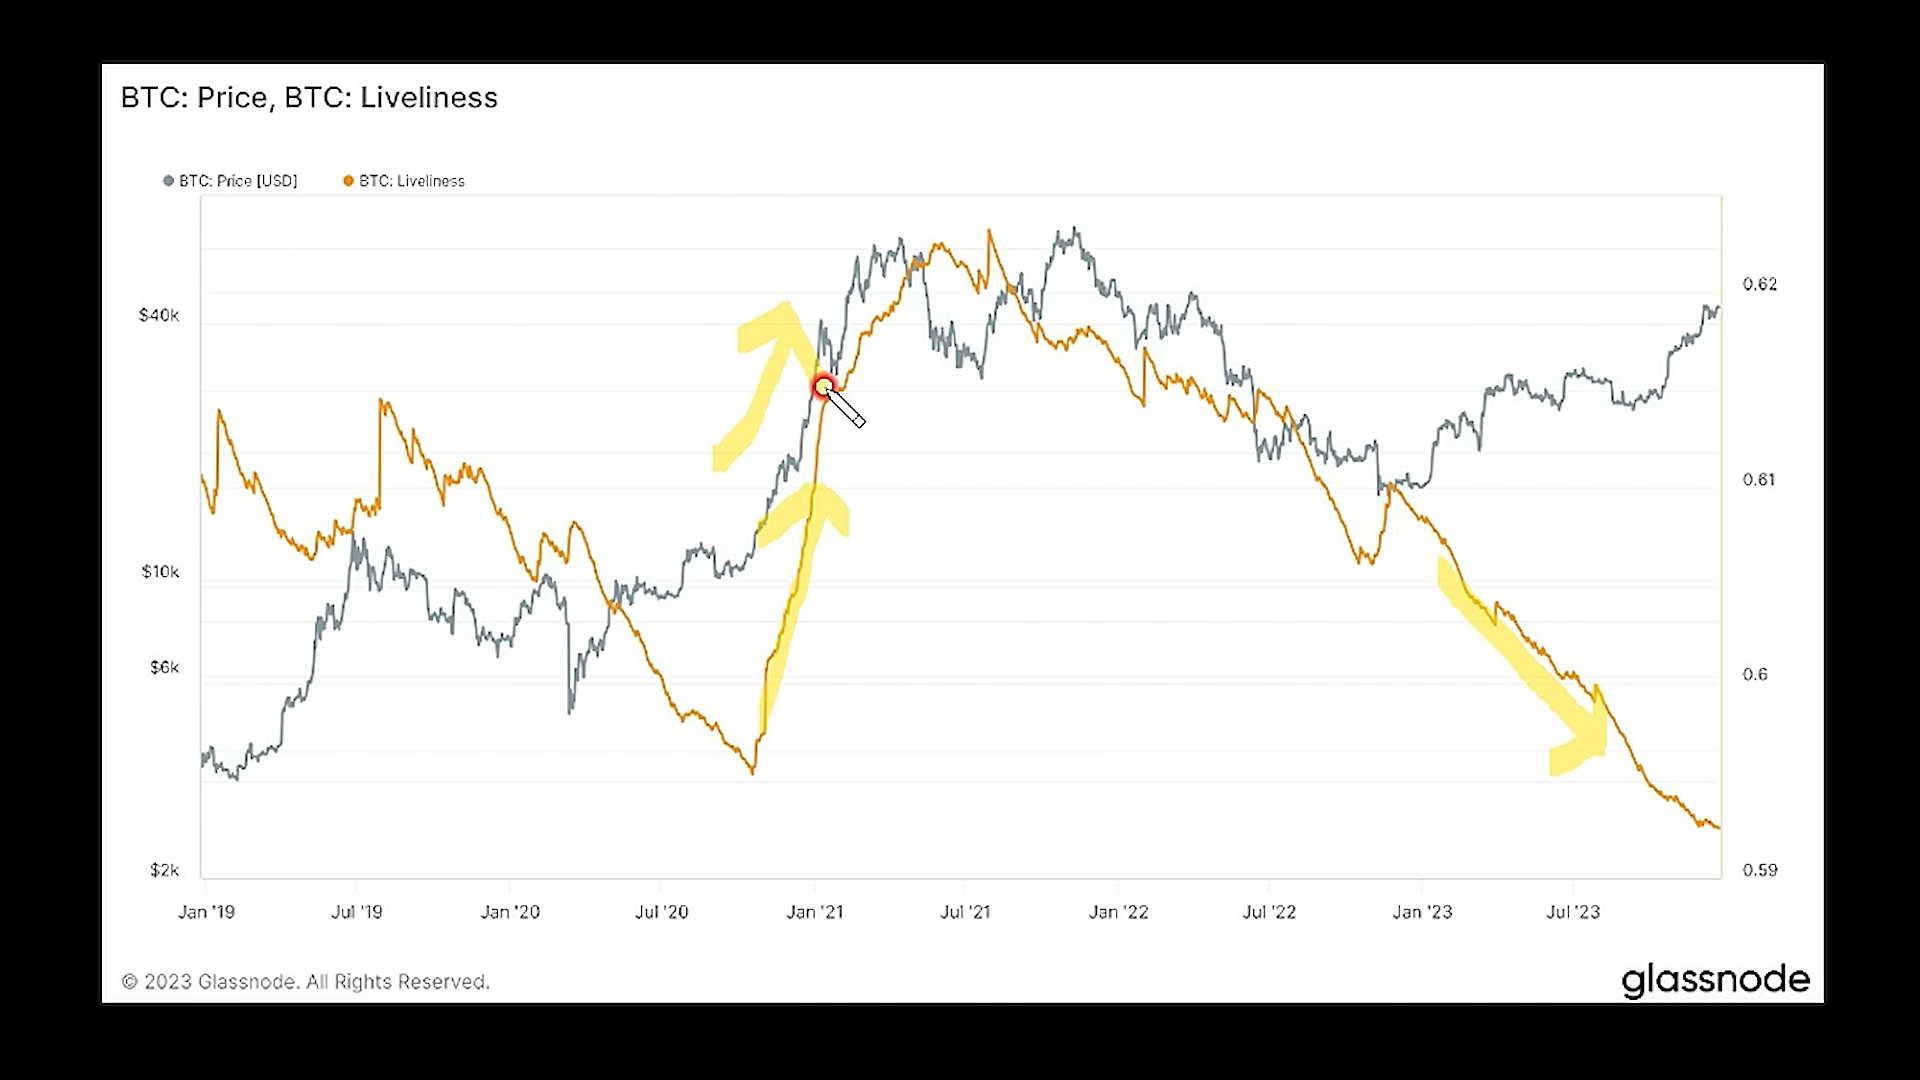 BTC: Price, BTC: Liveliness
BTC: Price [USD] BTC: Liveliness
$40k
$10k
$6k
$2k
0.62
0.61
0.6
0.59
Jan '19 Jul '19 Jan '20 Jul '20 Jan '21 Jul '21 Jan '22 Jul '22 Jan '23 Jul '23
© 2023 Glassnode. All Rights Reserved.
glassnode